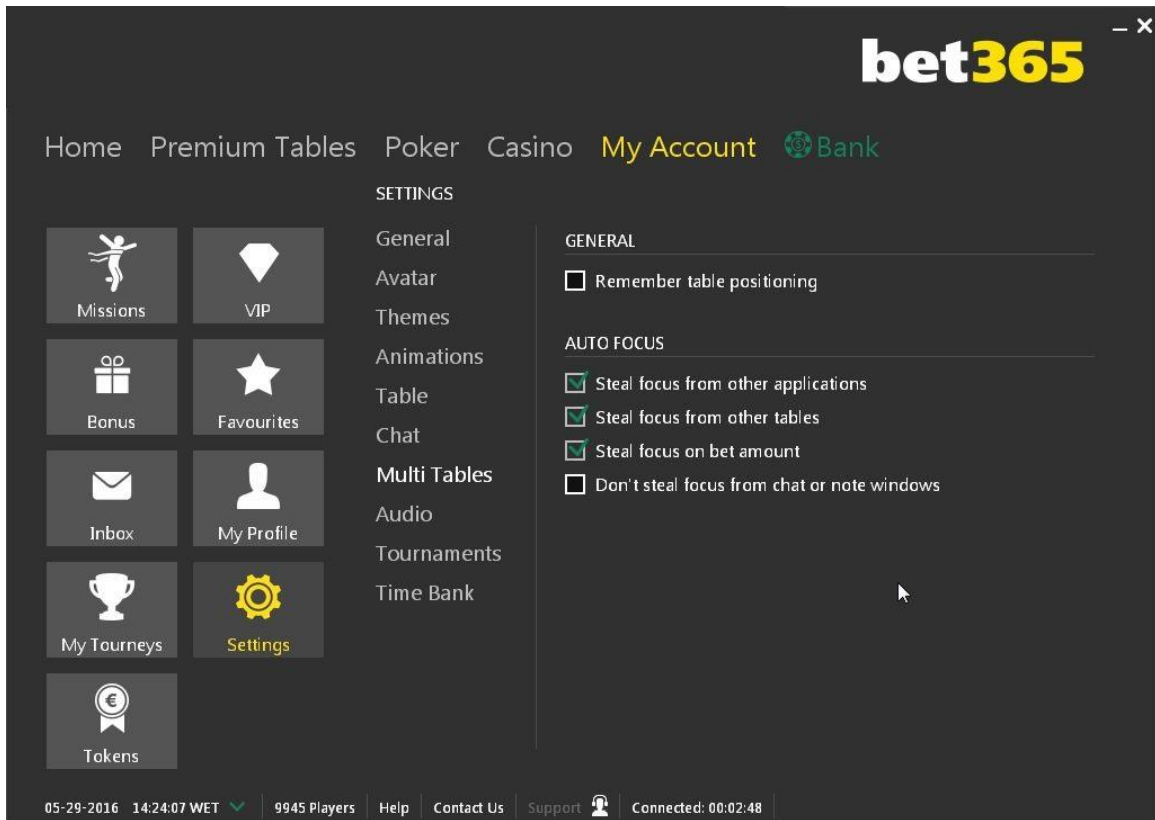 bet365
Home Premium Tables Poker Casino My Account Bank
SETTINGS
Missions
VIP
Bonus
Favourites
Inbox
My Profile
My Tourneys
Settings
€
Tokens
General
Avatar
Themes
Animations
Table
Chat
Multi Tables
Audio
Tournaments
Time Bank
GENERAL
Remember table positioning
AUTO FOCUS
Steal focus from other applications
Steal focus from other tables
Steal focus on bet amount
Don't steal focus from chat or note windows
05-29-2016 14:24:07 WET 9945 Players Help Contact Us Support Connected: 00:02:48